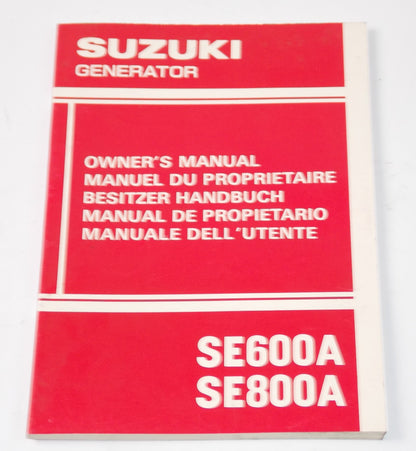 SUZUKI
GENERATOR
OWNER'S MANUAL
MANUEL DU PROPRIETAIRE
BESITZER HANDBUCH
MANUAL DE PROPIETARIO
MANUALE DELL'UTENTE
SE600A
SE800A